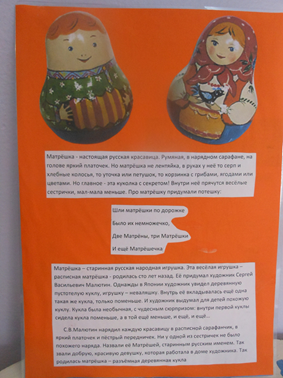 Матрёшка - настоящая русская красавица. Румяная, в нарядном сарафане, на
голове яркий платочек. Но матрёшка не лентяйка, в руках у неё то серп и
хлебные колосья, то уточка или петушок, то корзинка с грибами, ягодами или
цветами. Но главное - эта куколка с секретом! Внутри неё прячутся весёлые
сестрички, мал-мала меньше. Про матрёшку придумали потешку:
Шли матрёшки по дорожке
Было их немножечко,
Две Матрёны, три Матрёшки
И ещё Матрёшечка
Матрёшка – старинная русская народная игрушка. Эта весёлая игрушка –
расписная матрешка - родилась сто лет назад. Её придумал художник Сергей
Васильевич Малютин. Однажды в Японии художник увидел деревянную
пустотелую куклу, игрушку – неваляшку. Внутрь её вкладывалась ещё одна
такая же кукла, только поменьше. И художник выдумал для детей похожую
куклу. Кукла была необычная, с чудесным сюрпризом: внутри первой куклы
сидела кукла поменьше, а в той ещё меньше, и ещё, и ещё...
С.В.Малютин нарядил каждую красавицу в расписной сарафанчик, в
яркий платочек и пёстрый передничек. Ни у одной из сестричек не было
похожего наряда. Назвали её Матрёшкой, старинным русским именем. Так
звали добрую, красивую девушку, которая работала в доме художника. Так
родилась матрёшка – разъёмная деревянная кукла